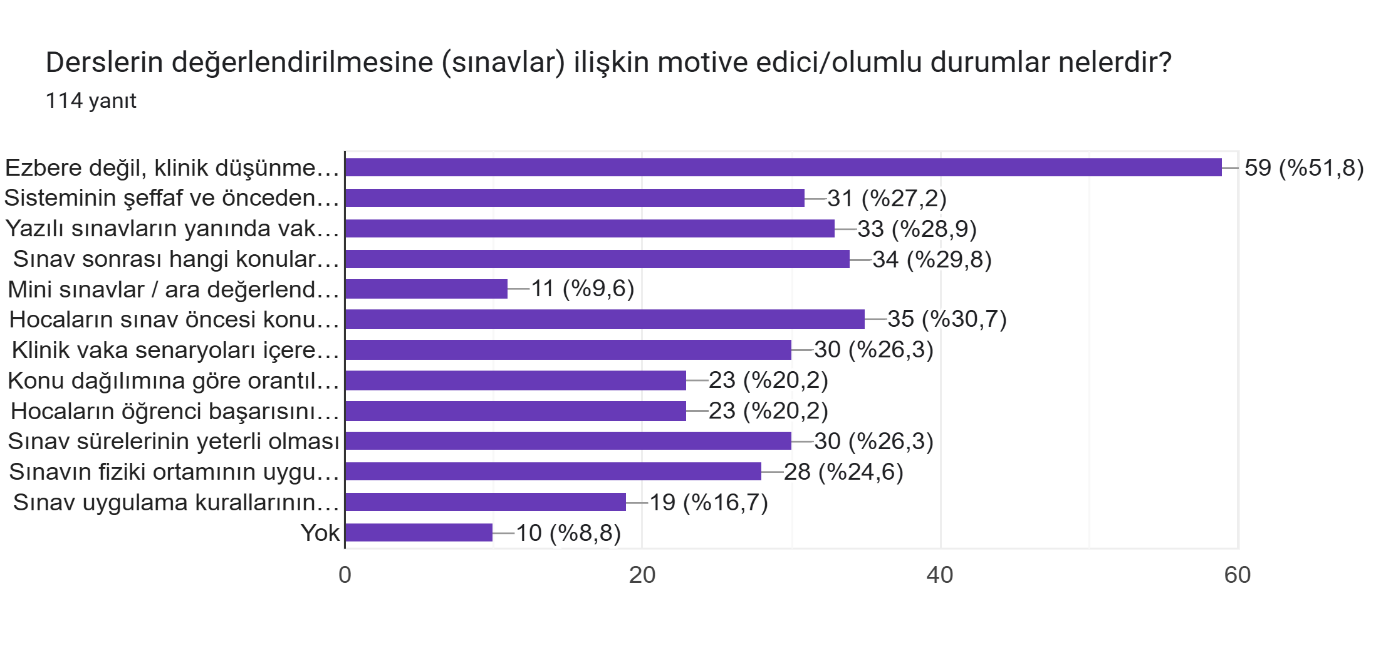 Derslerin değerlendirilmesine (sınavlar) ilişkin motive edici/olumlu durumlar nelerdir?
114 yanıt
Ezbere değil, klinik düşünme… 59 (%51,8)
Sisteminin şeffaf ve önceden… 31 (%27,2)
Yazılı sınavların yanında vak… 33 (%28,9)
Sınav sonrası hangi konular… 34 (%29,8)
Mini sınavlar / ara değerlend… 11 (%9,6)
Hocaların sınav öncesi konu… 35 (%30,7)
Klinik vaka senaryoları içere… 30 (%26,3)
Konu dağılımına göre orantıl… 23 (%20,2)
Hocaların öğrenci başarısını… 23 (%20,2)
Sınav sürelerinin yeterli olması 30 (%26,3)
Sınavın fiziki ortamının uygu… 28 (%24,6)
Sınav uygulama kurallarının… 19 (%16,7)
Yok 10 (%8,8)
0 20 40 60